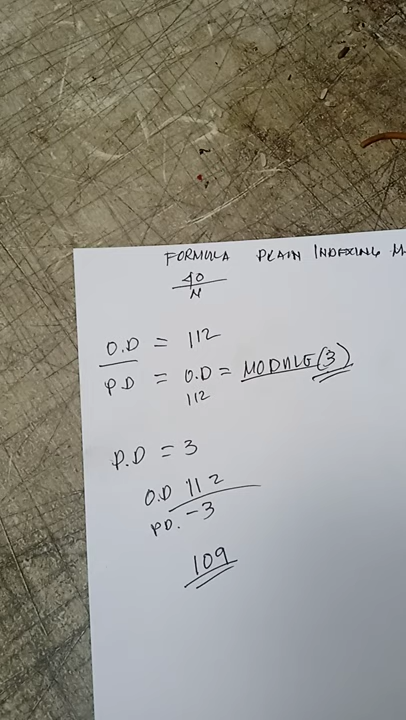 FORMULA PLAIN INDEXING M
40
N
O.D = 112
P.D = O.D = MODULE (3)
112
P.D = 3
O.D 112
P.D. -3
109